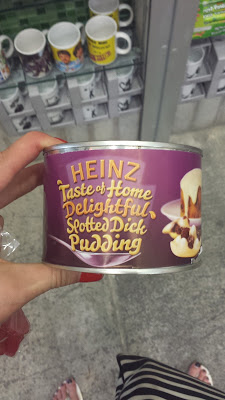 HEINZ
Taste of Home
Delightful
Spotted Dick
Pudding